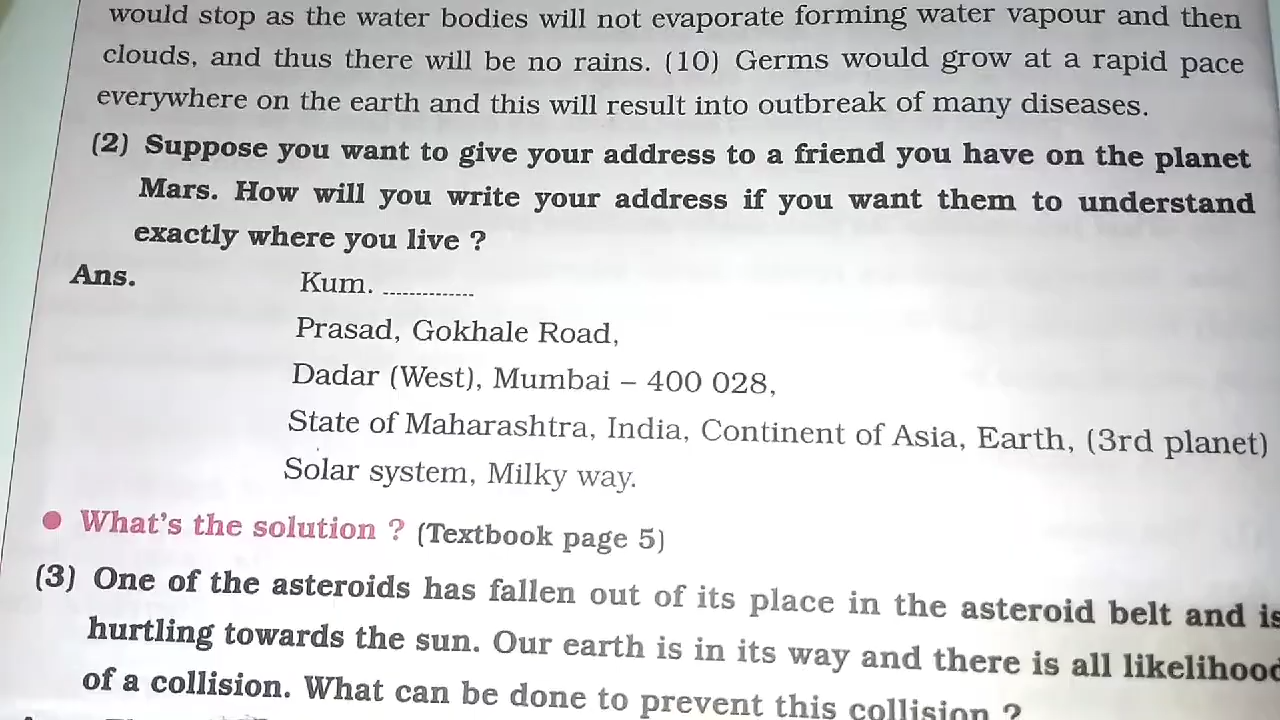 would stop as the water bodies will not evaporate forming water vapour and then
clouds, and thus there will be no rains. (10) Germs would grow at a rapid pace
everywhere on the earth and this will result into outbreak of many diseases.
(2) Suppose you want to give your address to a friend you have on the planet
Mars. How will you write your address if you want them to understand
exactly where you live ?
Ans. Kum. ..............
Prasad, Gokhale Road,
Dadar (West), Mumbai – 400 028,
State of Maharashtra, India, Continent of Asia, Earth, (3rd planet)
Solar system, Milky way.
● What's the solution ? (Textbook page 5)
(3) One of the asteroids has fallen out of its place in the asteroid belt and is
hurtling towards the sun. Our earth is in its way and there is all likelihood
of a collision. What can be done to prevent this collision ?